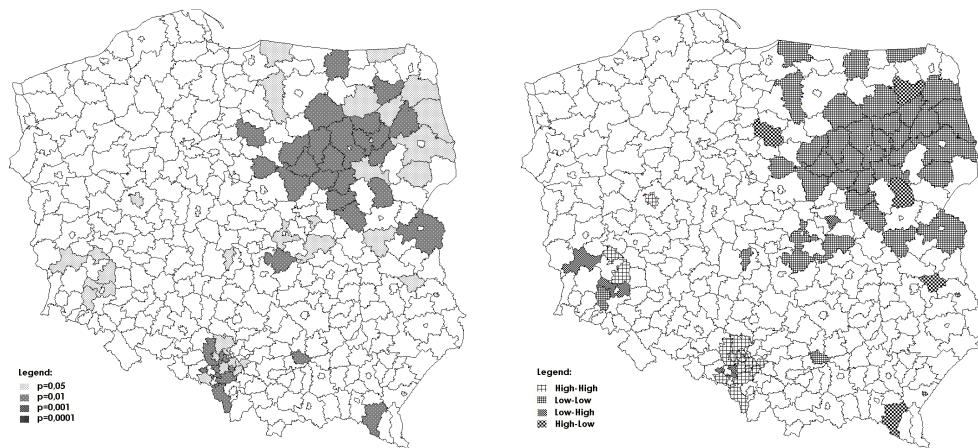 Legend:
p=0,05
p=0,01
p=0,001
p=0,0001
Legend:
High-High
Low-Low
Low-High
High-Low